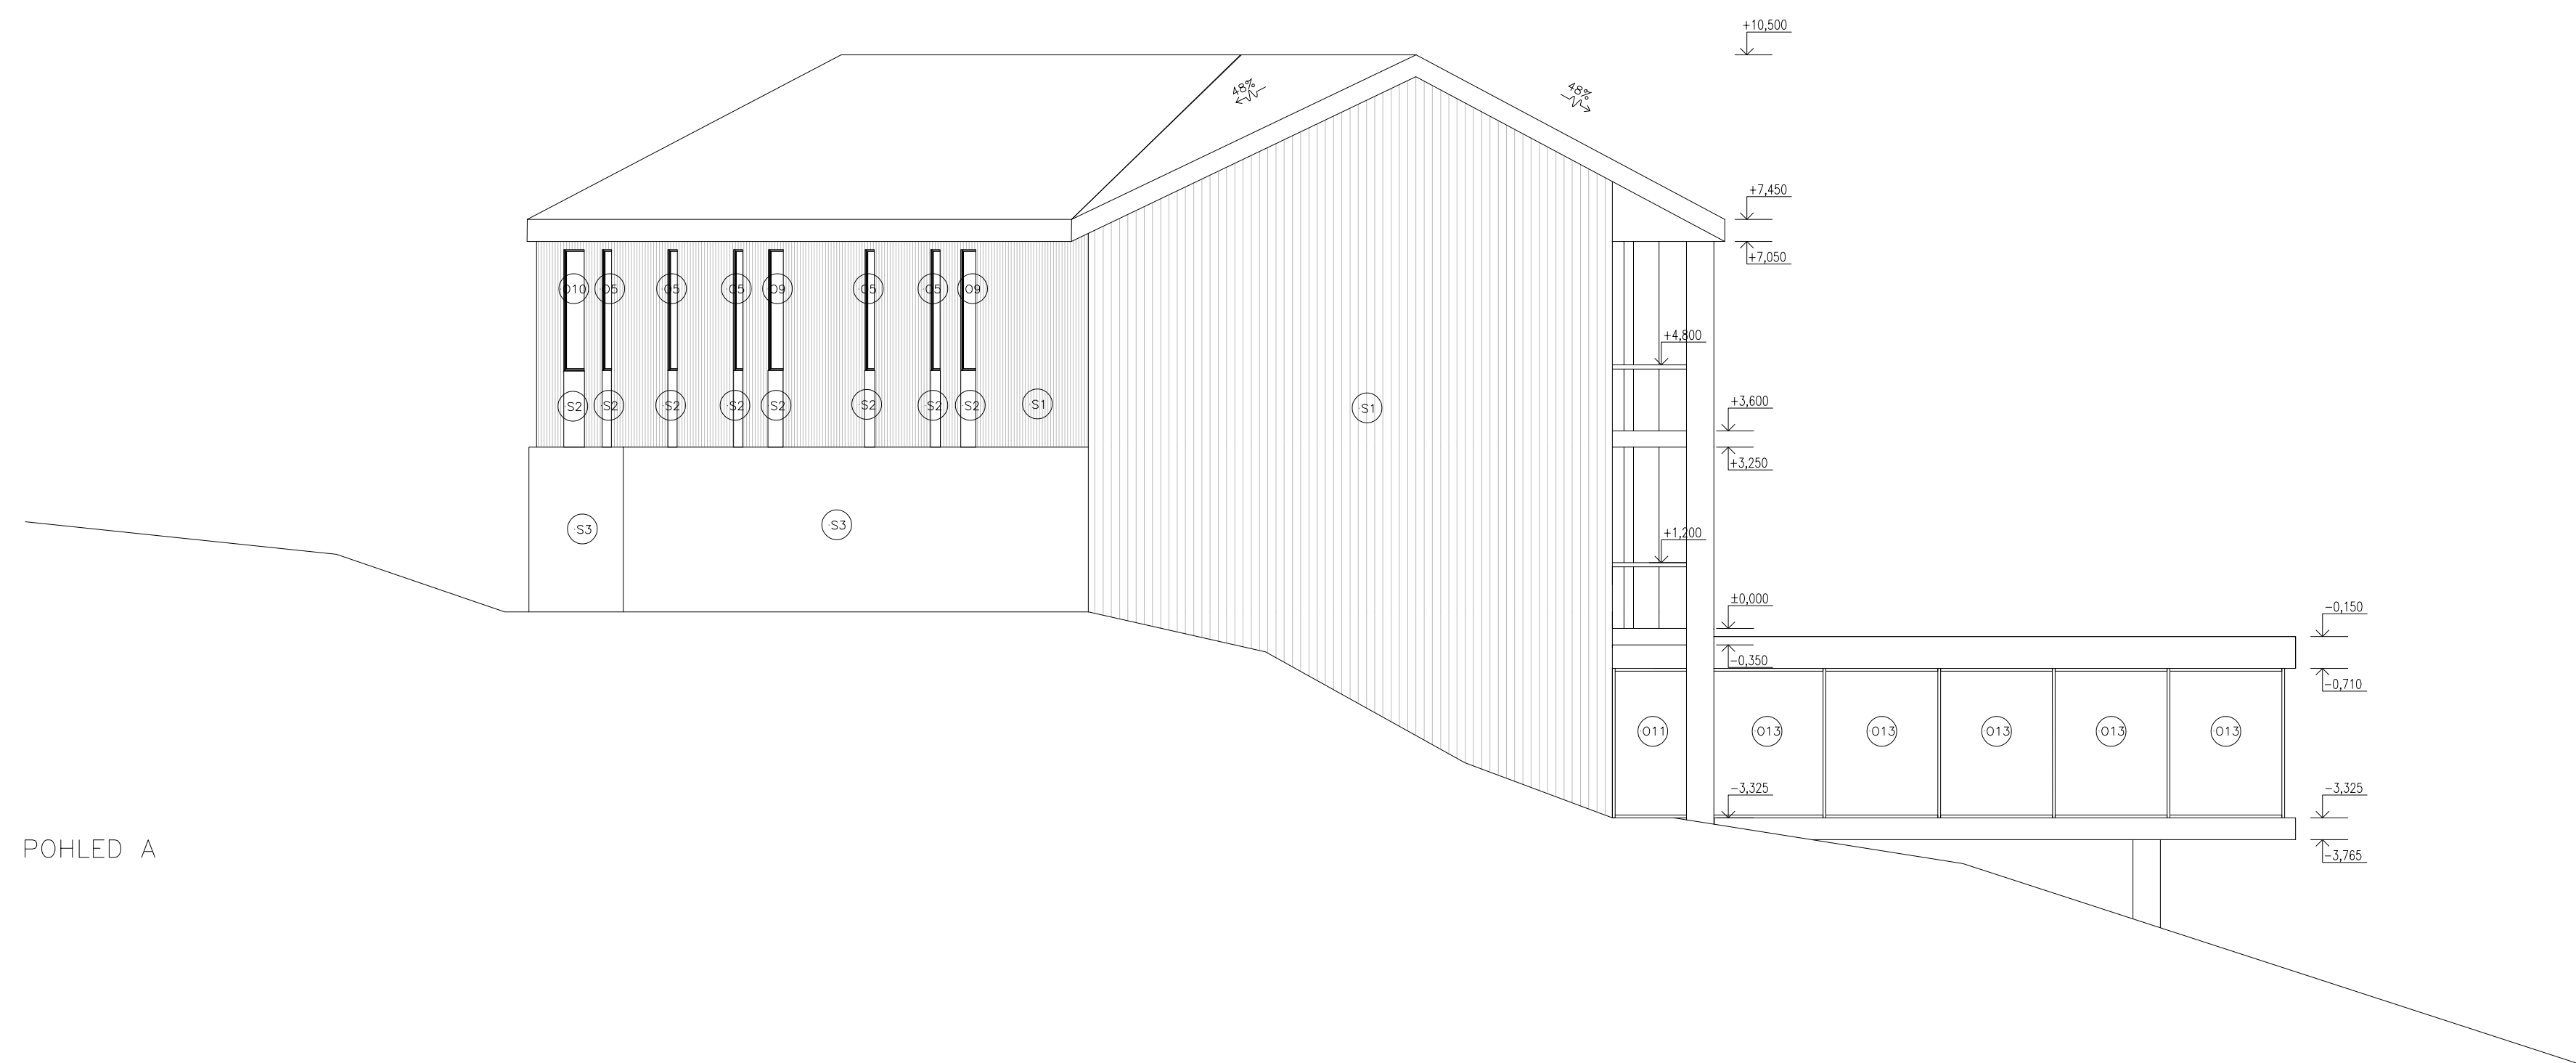 +10,500
48%
48%
+7,450
+7,050
O10 O5 O5 O5 O9 O5 O5 O9
+4,800
S2 S2 S2 S2 S2 S2 S2 S2 S1
S1
+3,600
+3,250
S3
S3
+1,200
±0,000
-0,150
-0,350
-0,710
O11 O13 O13 O13 O13 O13
-3,325
-3,325
POHLED A
-3,765